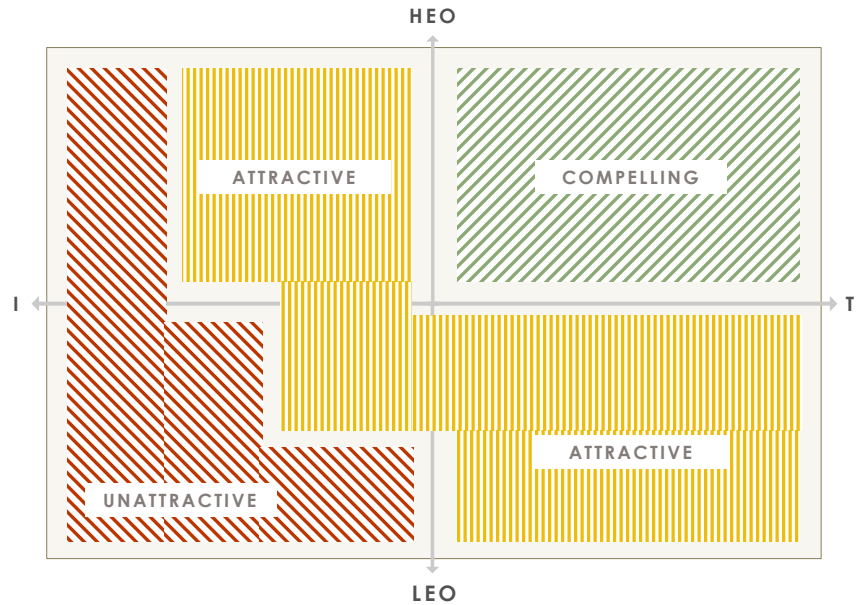 HEO
ATTRACTIVE
COMPELLING
I
T
ATTRACTIVE
UNATTRACTIVE
LEO